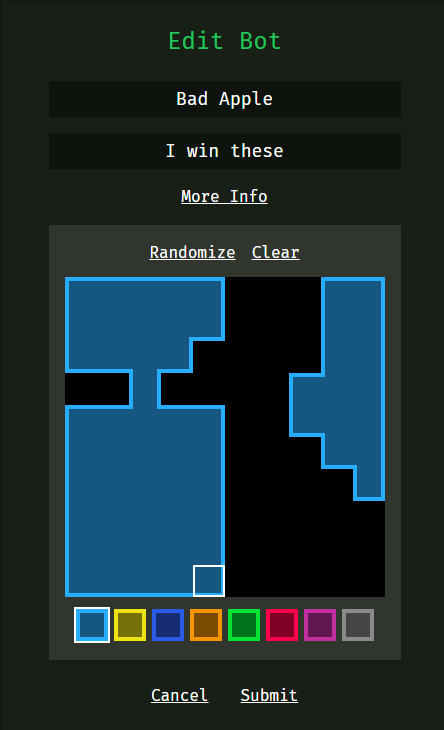 Edit Bot
Bad Apple
I win these
More Info
Randomize Clear
Cancel Submit